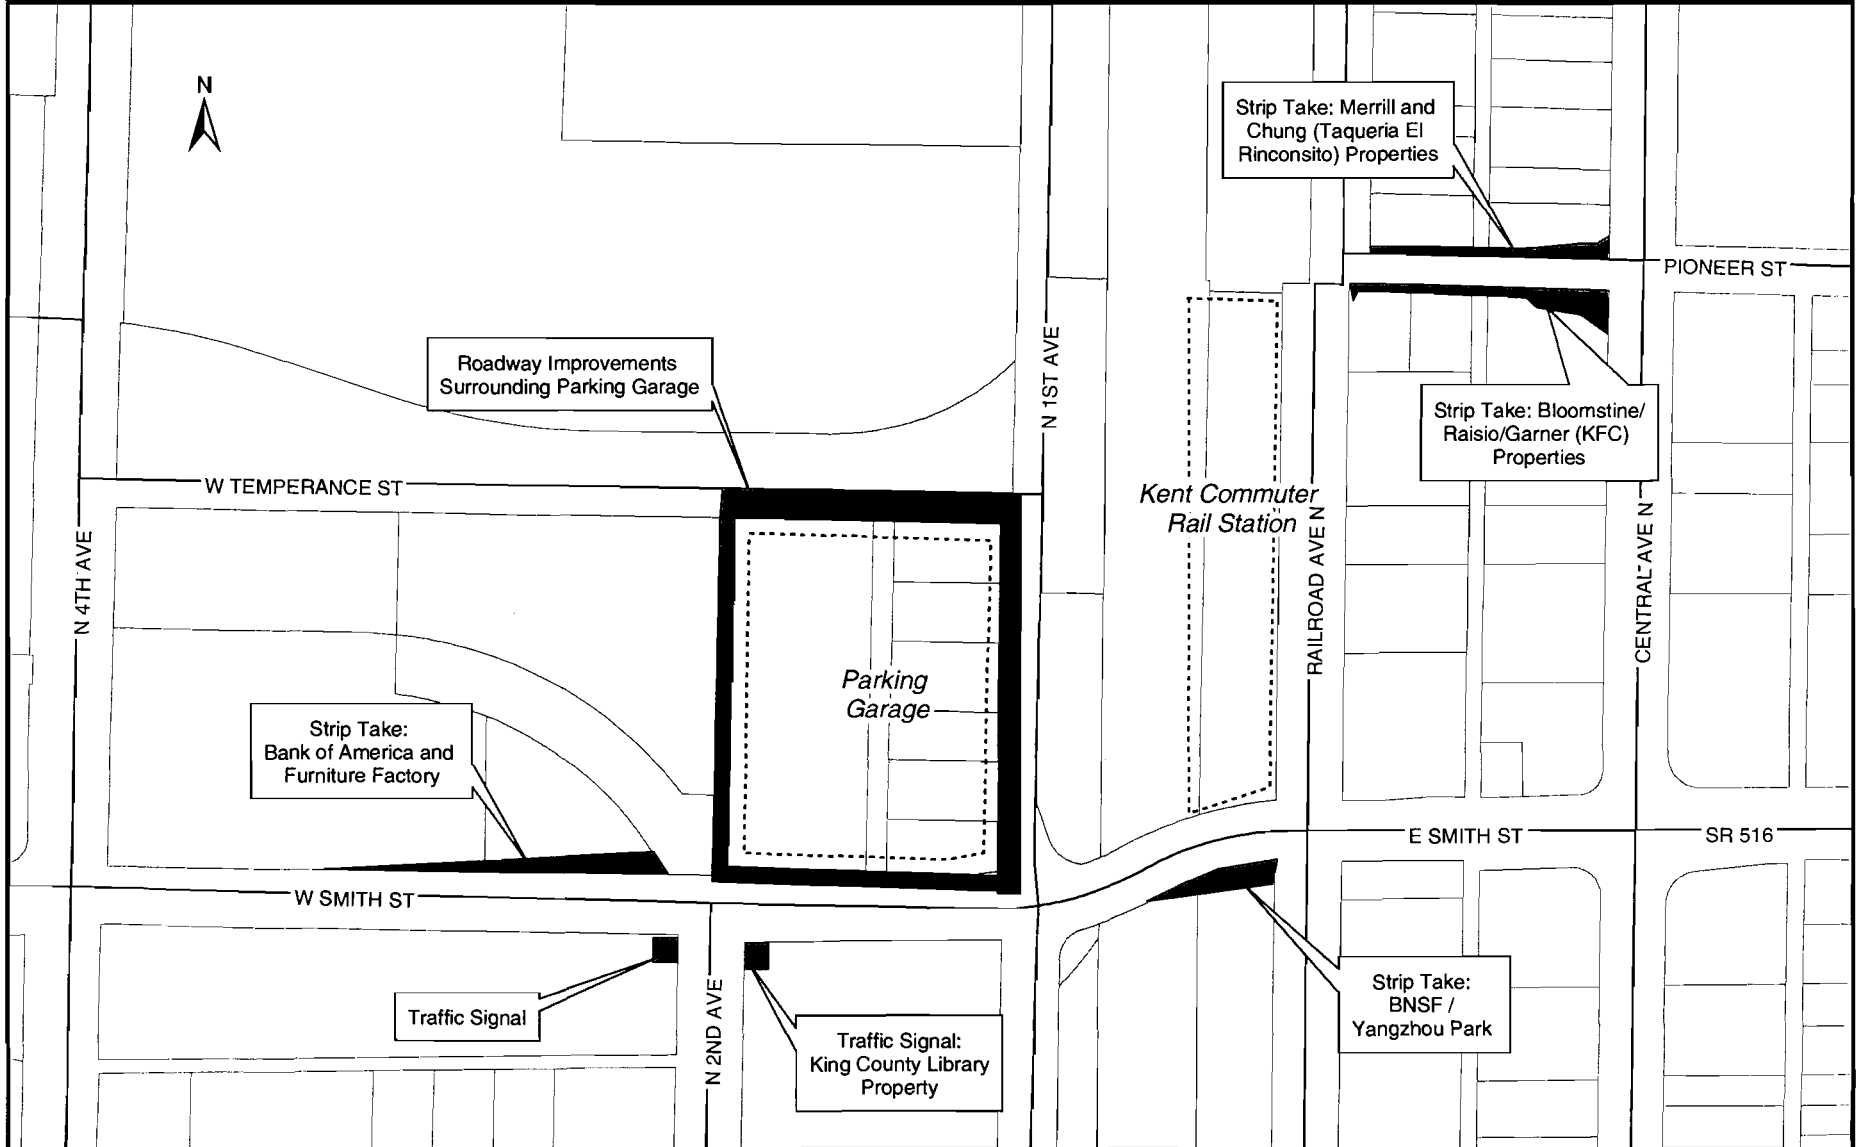 N
Strip Take: Merrill and
Chung (Taqueria El
Rinconsito) Properties
PIONEER ST
Roadway Improvements
Surrounding Parking Garage
N 1ST AVE
Strip Take: Bloomstine/
Raisio/Garner (KFC)
Properties
W TEMPERANCE ST
Kent Commuter
Rail Station
N 4TH AVE
RAILROAD AVE N
CENTRAL AVE N
Parking
Garage
Strip Take:
Bank of America and
Furniture Factory
E SMITH ST
SR 516
W SMITH ST
Traffic Signal
N 2ND AVE
Traffic Signal:
King County Library
Property
Strip Take:
BNSF /
Yangzhou Park